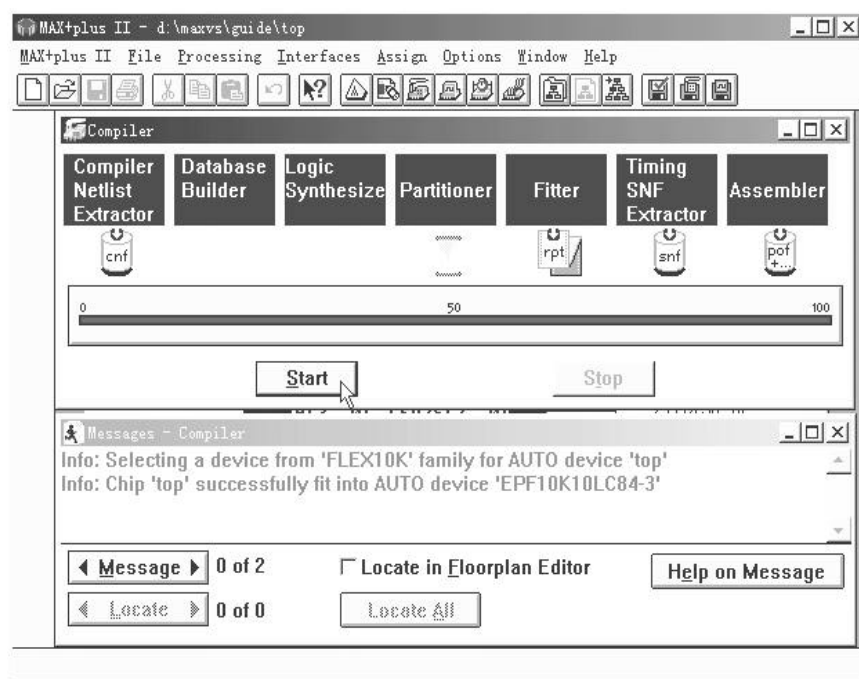 MAX+plus II - d:\maxvs\guide\top
MAX+plus II File Processing Interfaces Assign Options Window Help
Compiler
Compiler Netlist Extractor
Database Builder
Logic Synthesize
Partitioner
Fitter
Timing SNF Extractor
Assembler
cnf
rpt
snf
pof +...
0 50 100
Start Stop
Messages - Compiler
Info: Selecting a device from 'FLEX10K' family for AUTO device 'top'
Info: Chip 'top' successfully fit into AUTO device 'EPF10K10LC84-3'
Message 0 of 2 Locate in Floorplan Editor Help on Message
Locate 0 of 0 Locate All